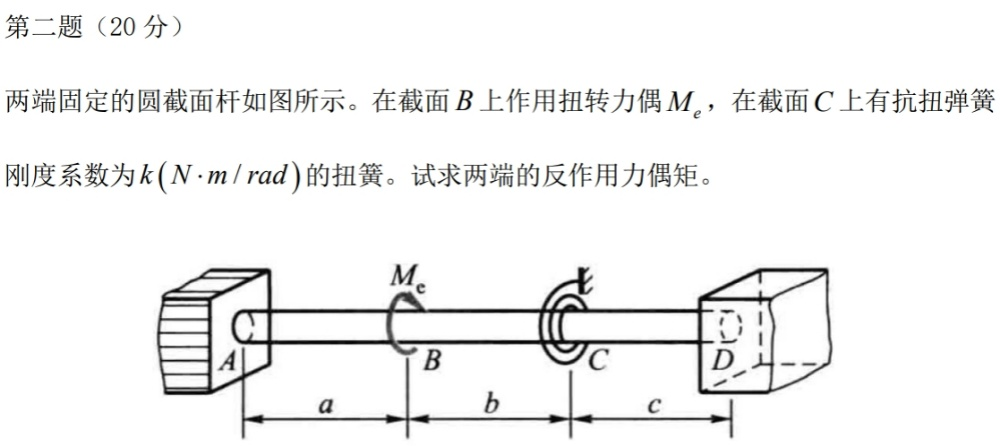 第二题（20 分）
两端固定的圆截面杆如图所示。在截面 B 上作用扭转力偶 Mₑ，在截面 C 上有抗扭弹簧
刚度系数为 k(N·m/rad) 的扭簧。试求两端的反作用力偶矩。
Mₑ
A B C D
a b c